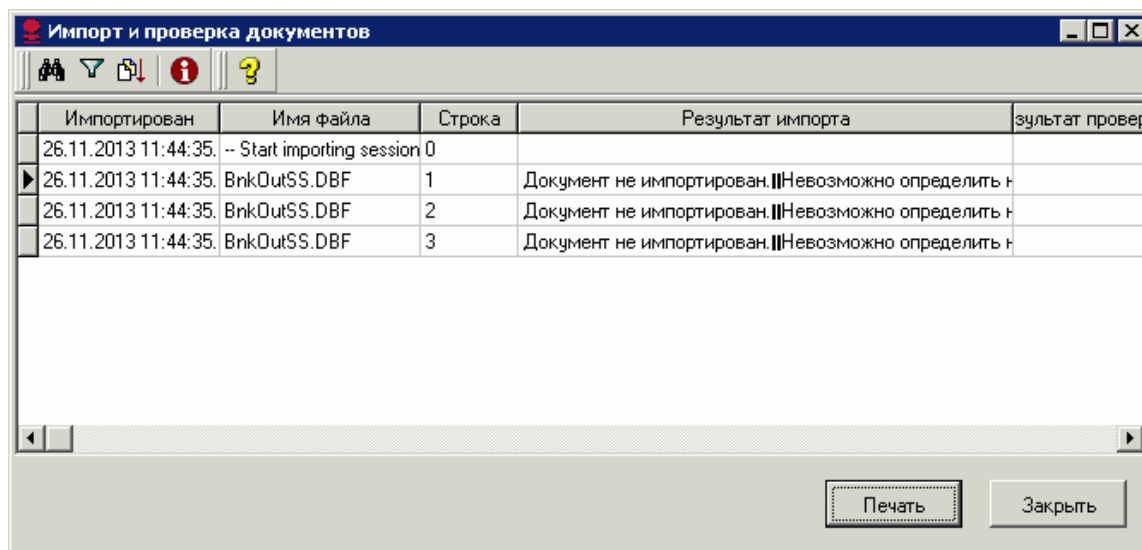 Импорт и проверка документов
Импортирован Имя файла Строка Результат импорта зультат провер
26.11.2013 11:44:35. -- Start importing session 0
26.11.2013 11:44:35. BnkOutSS.DBF 1 Документ не импортирован.||Невозможно определить н
26.11.2013 11:44:35. BnkOutSS.DBF 2 Документ не импортирован.||Невозможно определить н
26.11.2013 11:44:35. BnkOutSS.DBF 3 Документ не импортирован.||Невозможно определить н
Печать Закрыть